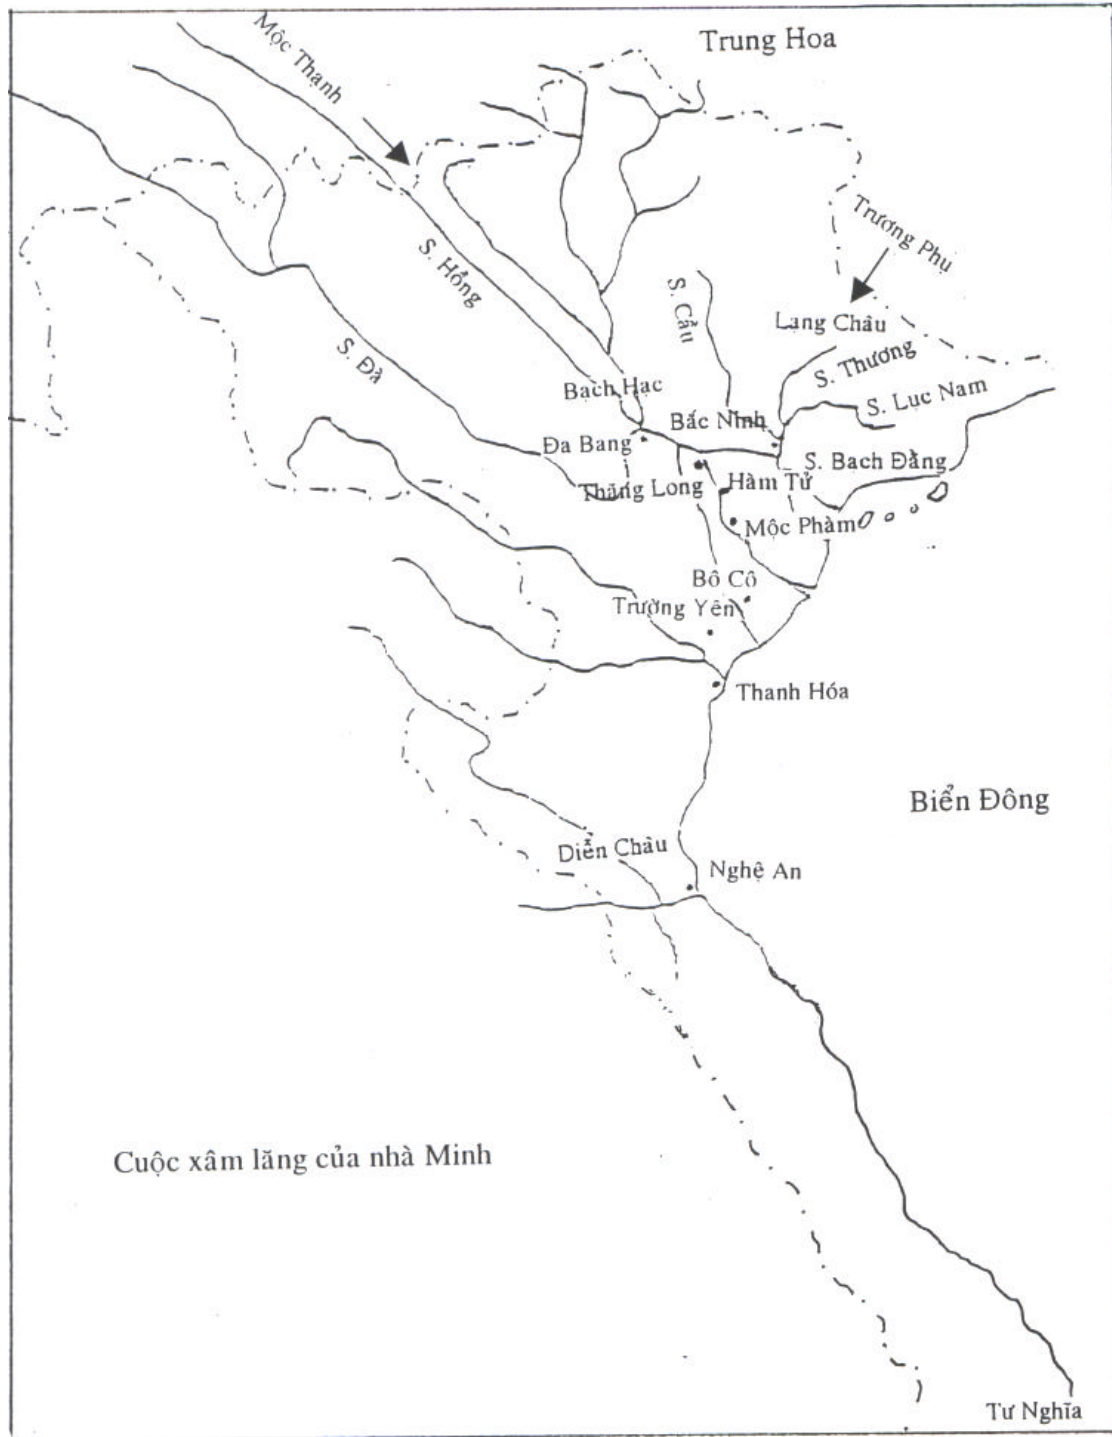 Mộc Thạnh
Trung Hoa
Trương Phụ
S. Hồng
S. Cầu
Lạng Châu
S. Thương
S. Đà
Bạch Hạc
S. Lục Nam
Bắc Ninh
Đa Bang
S. Bạch Đằng
Thăng Long
Hàm Tử
Mộc Phàm
Bô Cô
Trường Yên
Thanh Hóa
Biển Đông
Diễn Châu
Nghệ An
Cuộc xâm lăng của nhà Minh
Tư Nghĩa